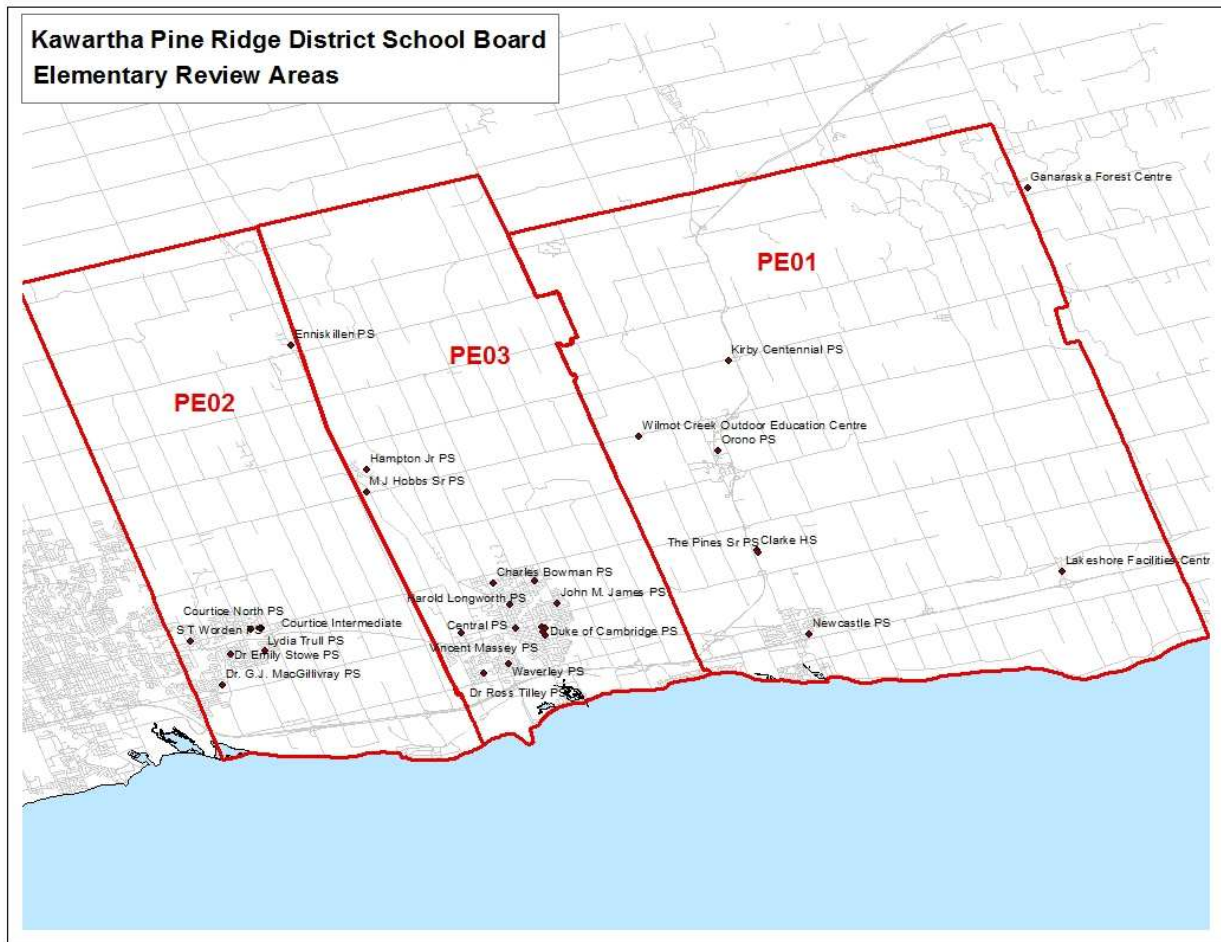 Kawartha Pine Ridge District School Board
Elementary Review Areas
Ganaraska Forest Centre
PE01
Enniskillen PS
PE03
Kirby Centennial PS
PE02
Wilmot Creek Outdoor Education Centre
Orono PS
Hampton Jr PS
M J Hobbs Sr PS
The Pines Sr PS
Clarke HS
Lakeshore Facilities Centr
Charles Bowman PS
Harold Longworth PS
John M. James PS
Courtice North PS
Courtice Intermediate
S T Worden PS
Central PS
Duke of Cambridge PS
Newcastle PS
Lydia Trull PS
Vincent Massey PS
Dr Emily Stowe PS
Waverley PS
Dr. G.J. MacGillivray PS
Dr Ross Tilley PS